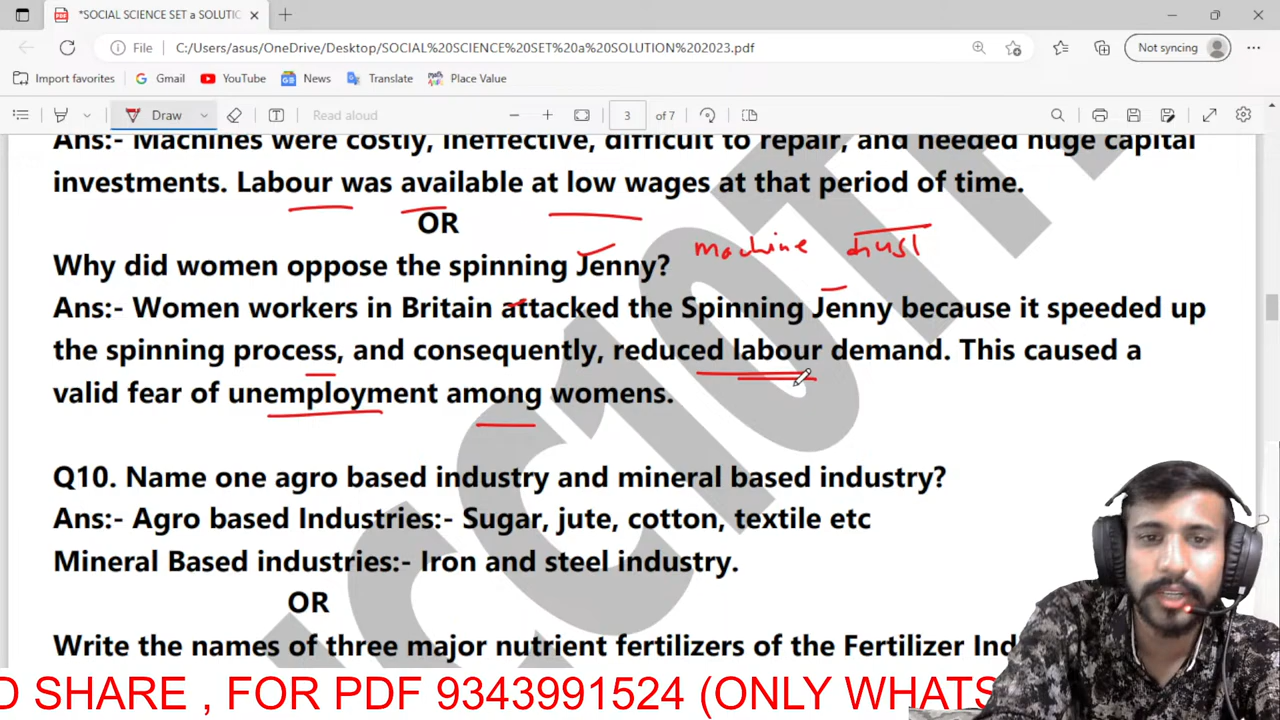 *SOCIAL SCIENCE SET a SOLUTIC
File C:/Users/asus/OneDrive/Desktop/SOCIAL%20SCIENCE%20SET%20a%20SOLUTION%202023.pdf Not syncing
Import favorites Gmail YouTube News Translate Place Value
Draw Read aloud 3 of 7
Ans:- Machines were costly, ineffective, difficult to repair, and needed huge capital
investments. Labour was available at low wages at that period of time.
OR
machine
Why did women oppose the spinning Jenny?
Ans:- Women workers in Britain attacked the Spinning Jenny because it speeded up
the spinning process, and consequently, reduced labour demand. This caused a
valid fear of unemployment among womens.
Q10. Name one agro based industry and mineral based industry?
Ans:- Agro based Industries:- Sugar, jute, cotton, textile etc
Mineral Based industries:- Iron and steel industry.
OR
Write the names of three major nutrient fertilizers of the Fertilizer Ind
D SHARE , FOR PDF 9343991524 (ONLY WHATS